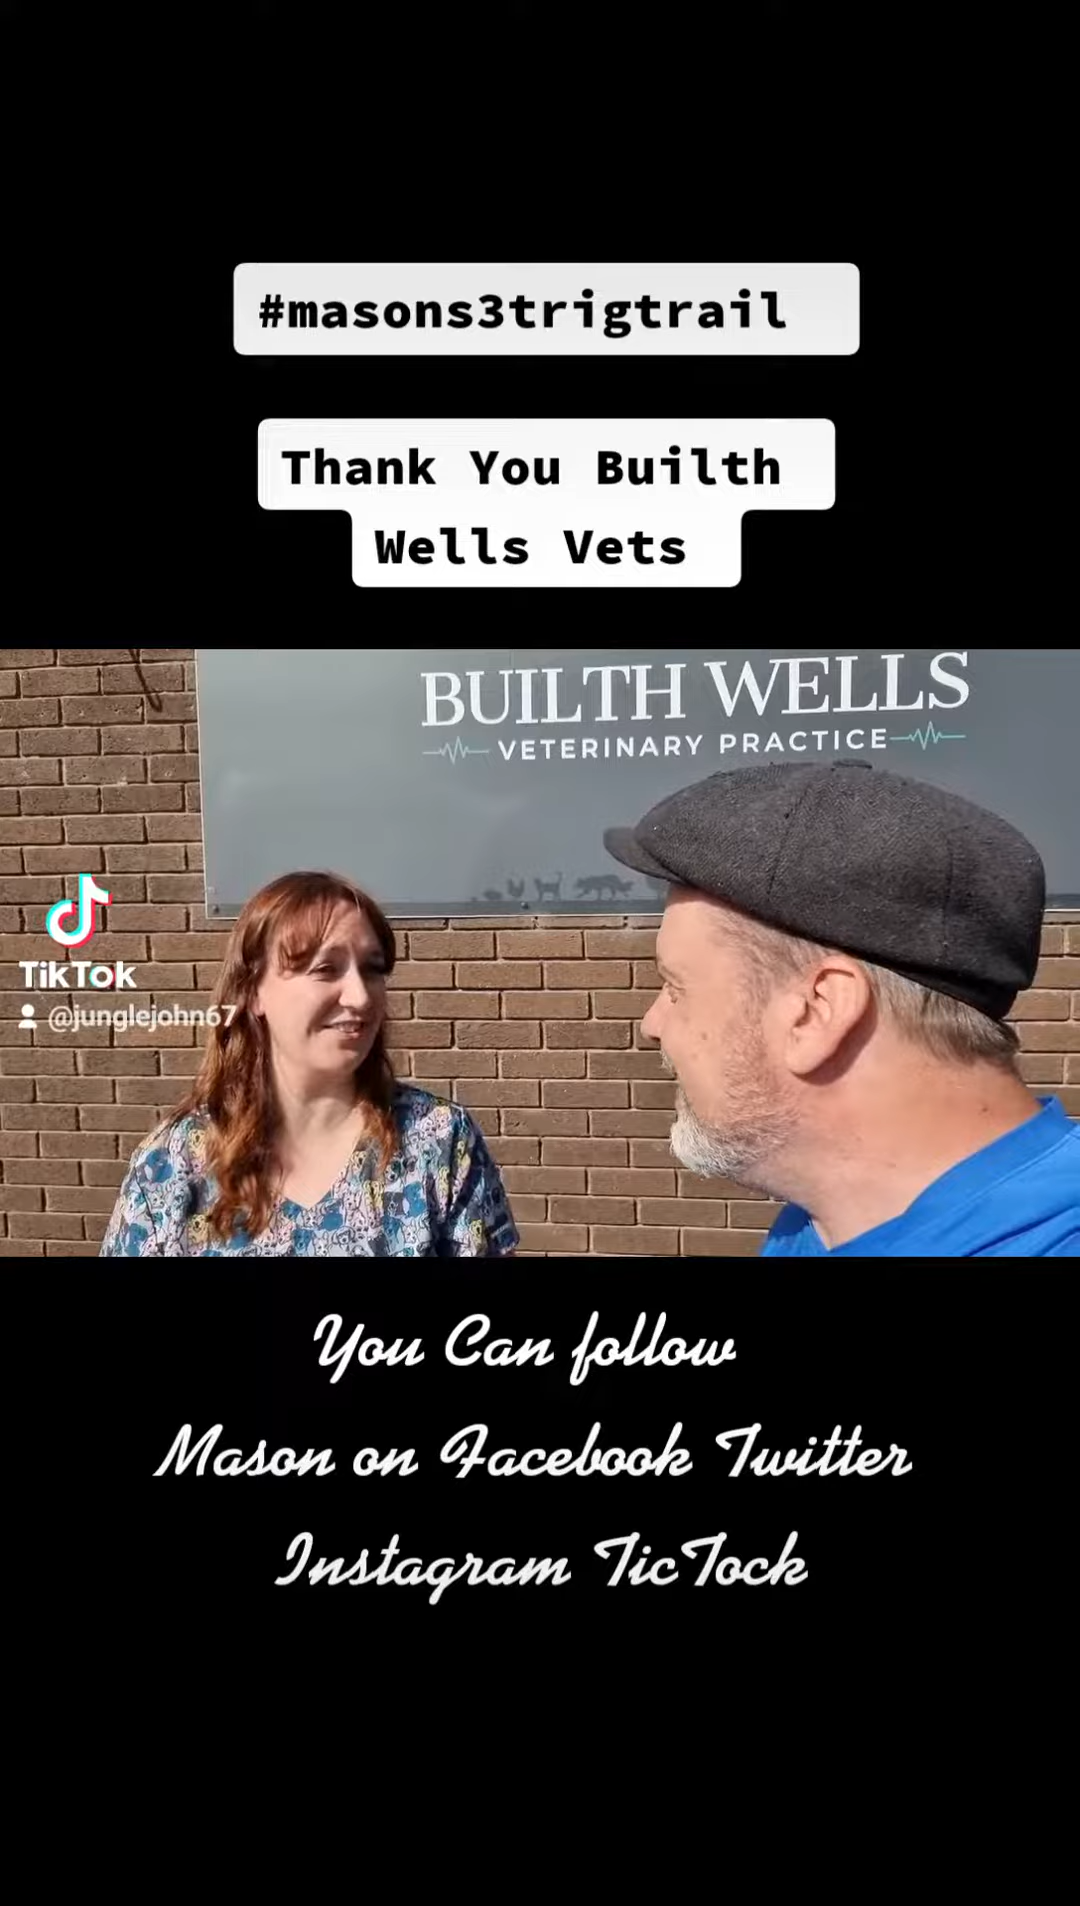 #masons3trigtrail
Thank You Builth
Wells Vets
BUILTH WELLS
VETERINARY PRACTICE
TikTok
@junglejohn67
You Can follow
Mason on Facebook Twitter
Instagram TicTock